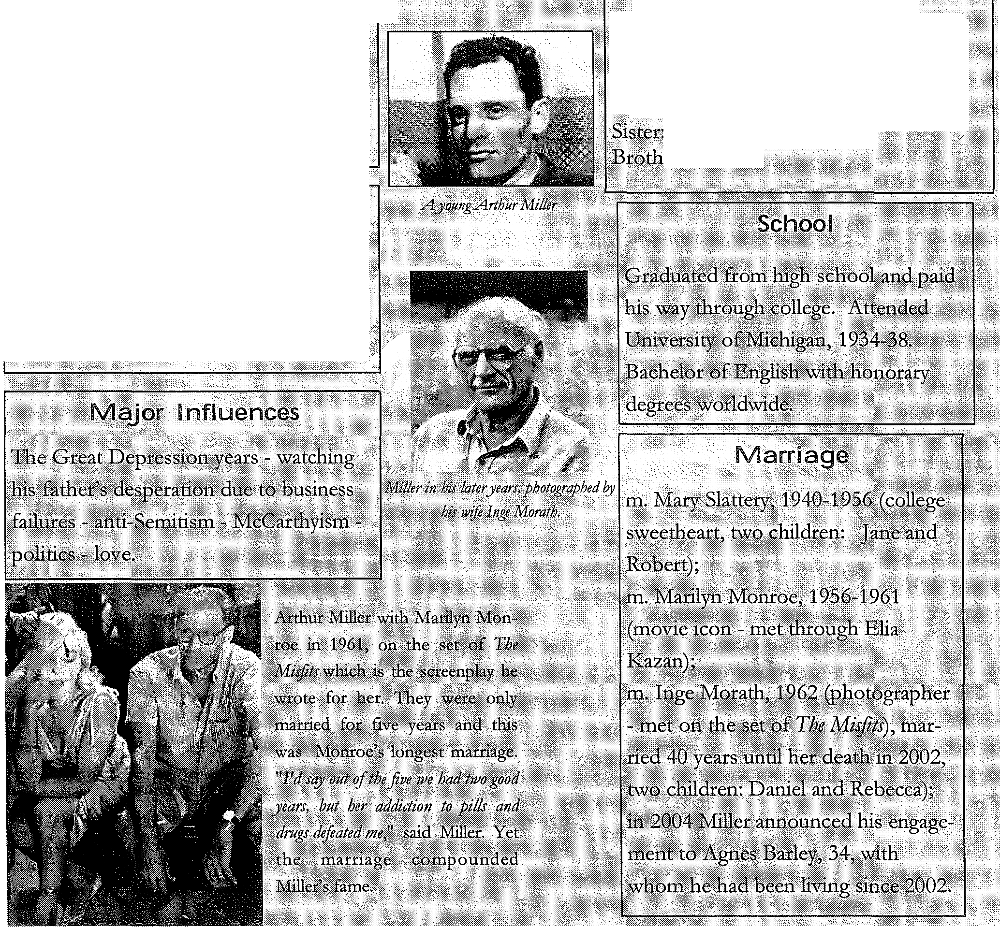 Sister:
Broth
A young Arthur Miller
School
Graduated from high school and paid
his way through college.  Attended
University of Michigan, 1934-38.
Bachelor of English with honorary
degrees worldwide.
Major Influences
The Great Depression years - watching
his father's desperation due to business
failures - anti-Semitism - McCarthyism -
politics - love.
Miller in his later years, photographed by
his wife Inge Morath.
Marriage
m. Mary Slattery, 1940-1956 (college
sweetheart, two children:  Jane and
Robert);
m. Marilyn Monroe, 1956-1961
(movie icon - met through Elia
Kazan);
m. Inge Morath, 1962 (photographer
- met on the set of The Misfits), mar-
ried 40 years until her death in 2002,
two children: Daniel and Rebecca);
in 2004 Miller announced his engage-
ment to Agnes Barley, 34, with
whom he had been living since 2002.
Arthur Miller with Marilyn Mon-
roe in 1961, on the set of The
Misfits which is the screenplay he
wrote for her. They were only
married for five years and this
was Monroe's longest marriage.
"I'd say out of the five we had two good
years, but her addiction to pills and
drugs defeated me," said Miller. Yet
the marriage compounded
Miller's fame.